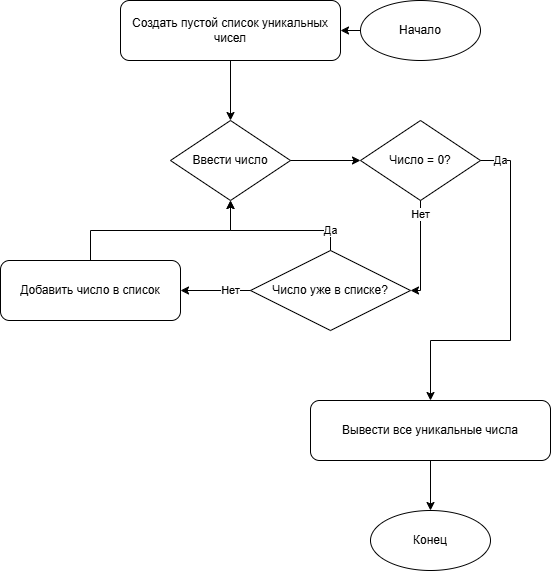 Создать пустой список уникальных
чисел
Начало
Ввести число
Число = 0?
Да
Нет
Да
Добавить число в список
Нет
Число уже в списке?
Вывести все уникальные числа
Конец